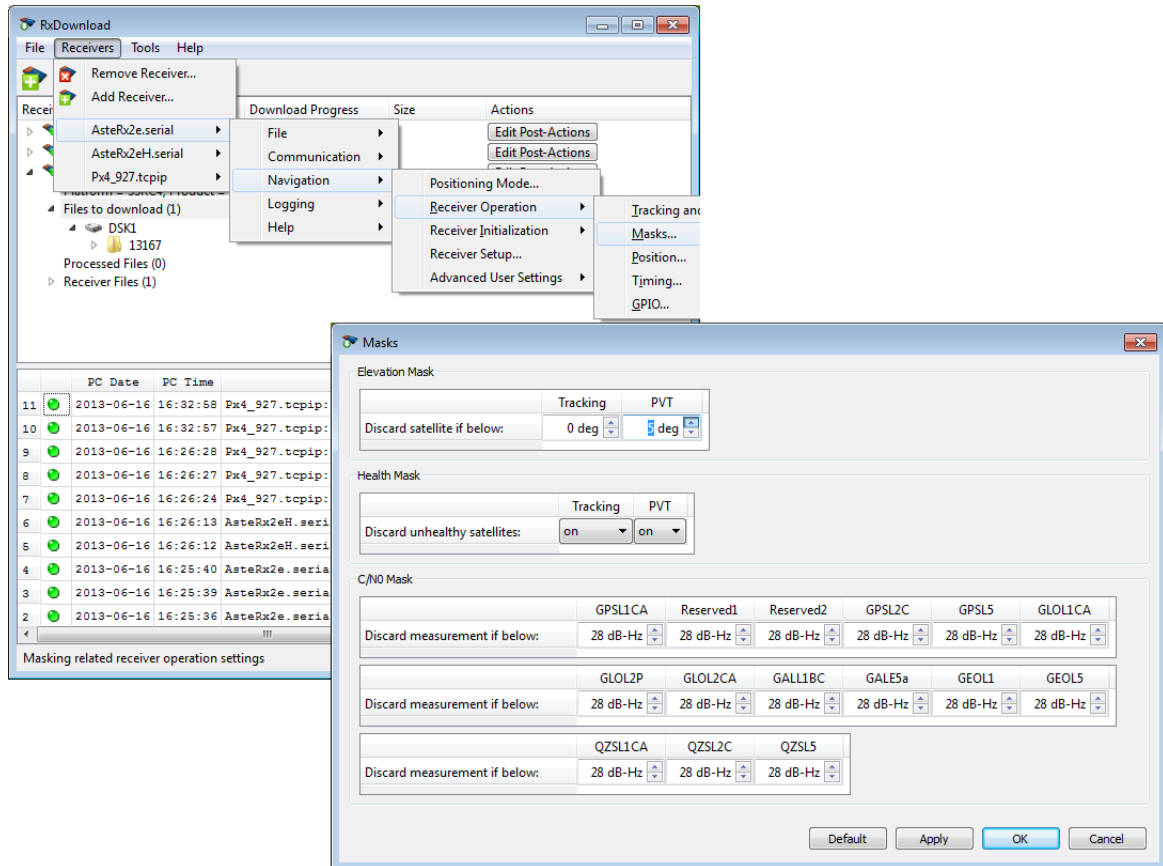 RxDownload
File Receivers Tools Help
Remove Receiver...
Add Receiver...
AsteRx2e.serial
AsteRx2eH.serial
Px4_927.tcpip
Download Progress Size Actions
Edit Post-Actions
Edit Post-Actions
File
Communication
Navigation
Logging
Help
Positioning Mode...
Receiver Operation
Receiver Initialization
Receiver Setup...
Advanced User Settings
Tracking and
Masks...
Position...
Timing...
GPIO...
Files to download (1)
DSK1
13167
Processed Files (0)
Receiver Files (1)
PC Date PC Time
11 2013-06-16 16:32:58 Px4_927.tcpip:
10 2013-06-16 16:32:57 Px4_927.tcpip:
9 2013-06-16 16:26:28 Px4_927.tcpip:
8 2013-06-16 16:26:27 Px4_927.tcpip:
7 2013-06-16 16:26:24 Px4_927.tcpip:
6 2013-06-16 16:26:13 AsteRx2eH.seri
5 2013-06-16 16:26:12 AsteRx2eH.seri
4 2013-06-16 16:25:40 AsteRx2e.seria
3 2013-06-16 16:25:39 AsteRx2e.seria
2 2013-06-16 16:25:36 AsteRx2e.seria
Masking related receiver operation settings
Masks
Elevation Mask
Tracking PVT
Discard satellite if below: 0 deg 5 deg
Health Mask
Tracking PVT
Discard unhealthy satellites: on on
C/N0 Mask
GPSL1CA Reserved1 Reserved2 GPSL2C GPSL5 GLOL1CA
Discard measurement if below: 28 dB-Hz 28 dB-Hz 28 dB-Hz 28 dB-Hz 28 dB-Hz 28 dB-Hz
GLOL2P GLOL2CA GALL1BC GALE5a GEOL1 GEOL5
Discard measurement if below: 28 dB-Hz 28 dB-Hz 28 dB-Hz 28 dB-Hz 28 dB-Hz 28 dB-Hz
QZSL1CA QZSL2C QZSL5
Discard measurement if below: 28 dB-Hz 28 dB-Hz 28 dB-Hz
Default Apply OK Cancel